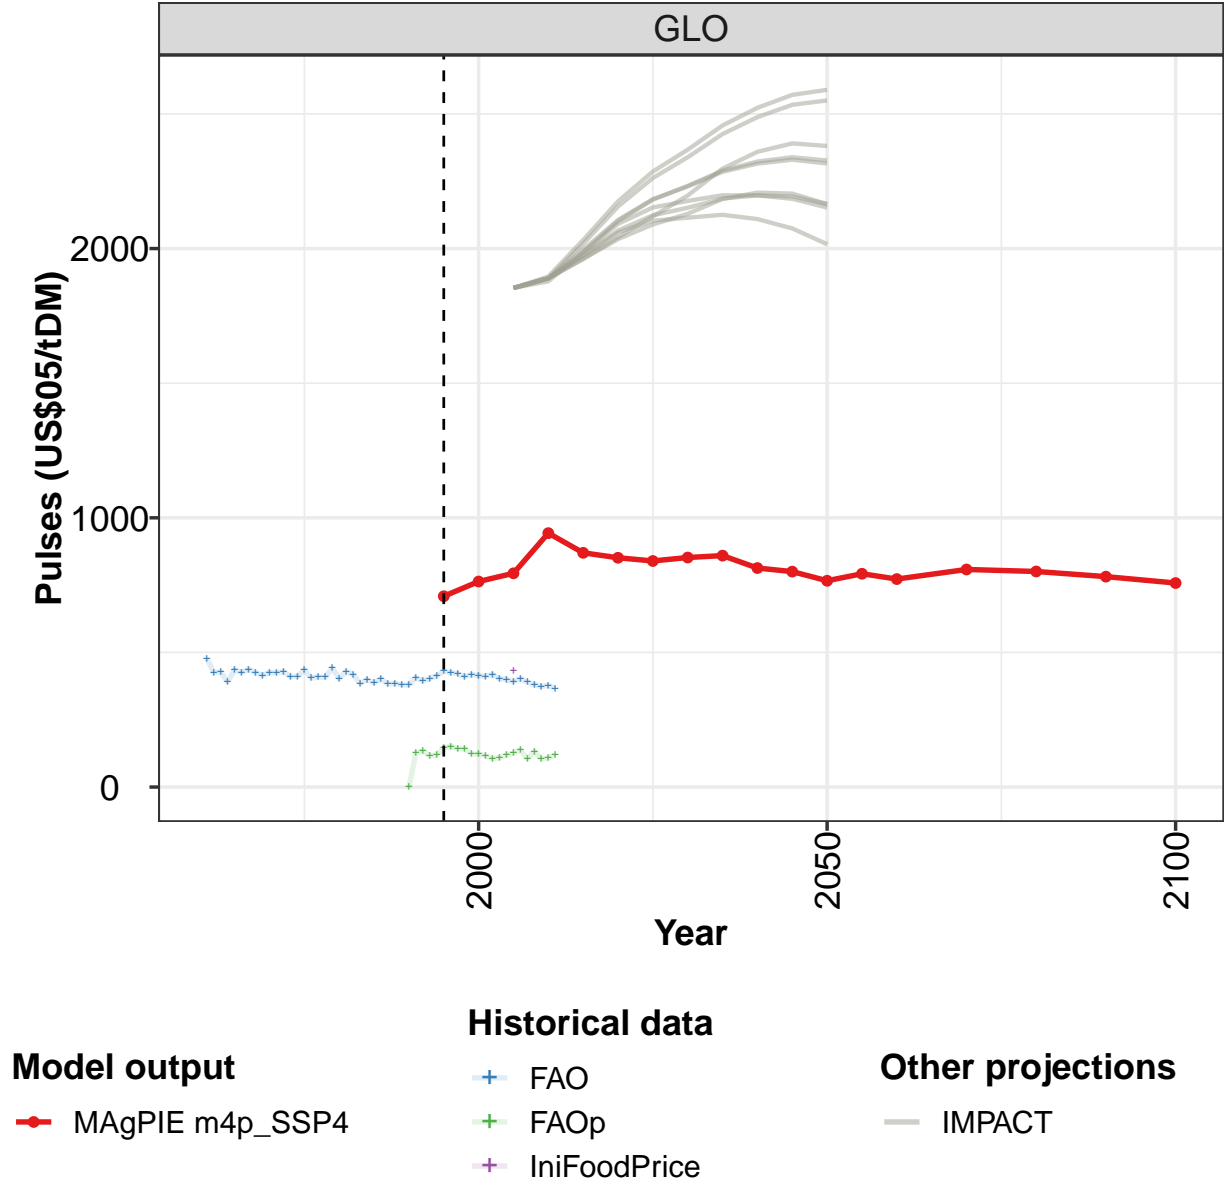 GLO
Pulses (US$05/tDM)
2000
1000
0
2000
2050
2100
Year
Model output
MAgPIE m4p_SSP4
Historical data
FAO
FAOp
IniFoodPrice
Other projections
IMPACT